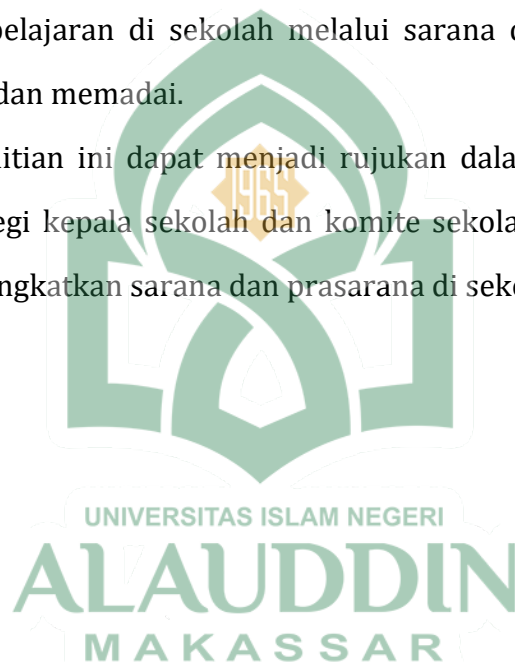 pelajaran di sekolah melalui sarana
dan memadai.
itian ini dapat menjadi rujukan dala
egi kepala sekolah dan komite sekola
ngkatkan sarana dan prasarana di seko
1965
UNIVERSITAS ISLAM NEGERI
ALAUDDIN
MAKASSAR